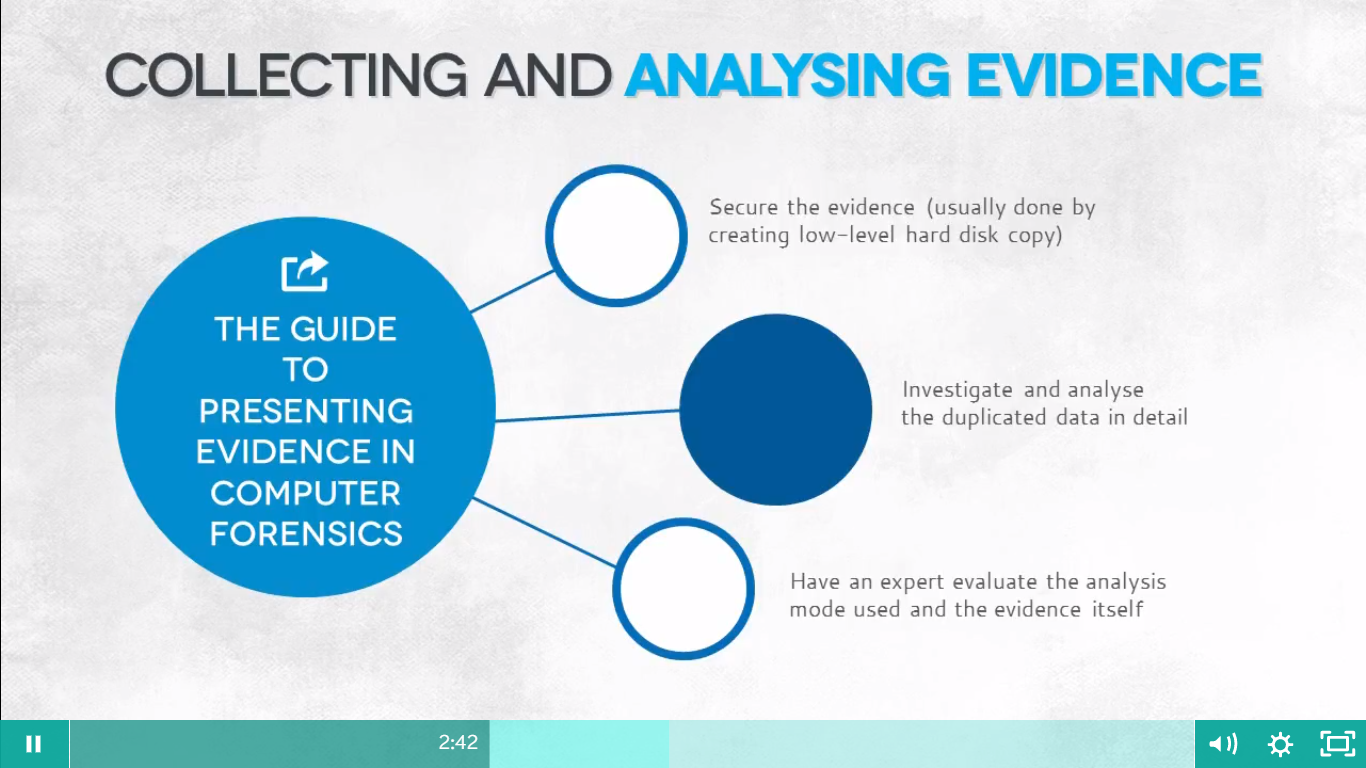 COLLECTING AND ANALYSING EVIDENCE
THE GUIDE
TO
PRESENTING
EVIDENCE IN
COMPUTER
FORENSICS
Secure the evidence (usually done by
creating low-level hard disk copy)
Investigate and analyse
the duplicated data in detail
Have an expert evaluate the analysis
mode used and the evidence itself
2:42